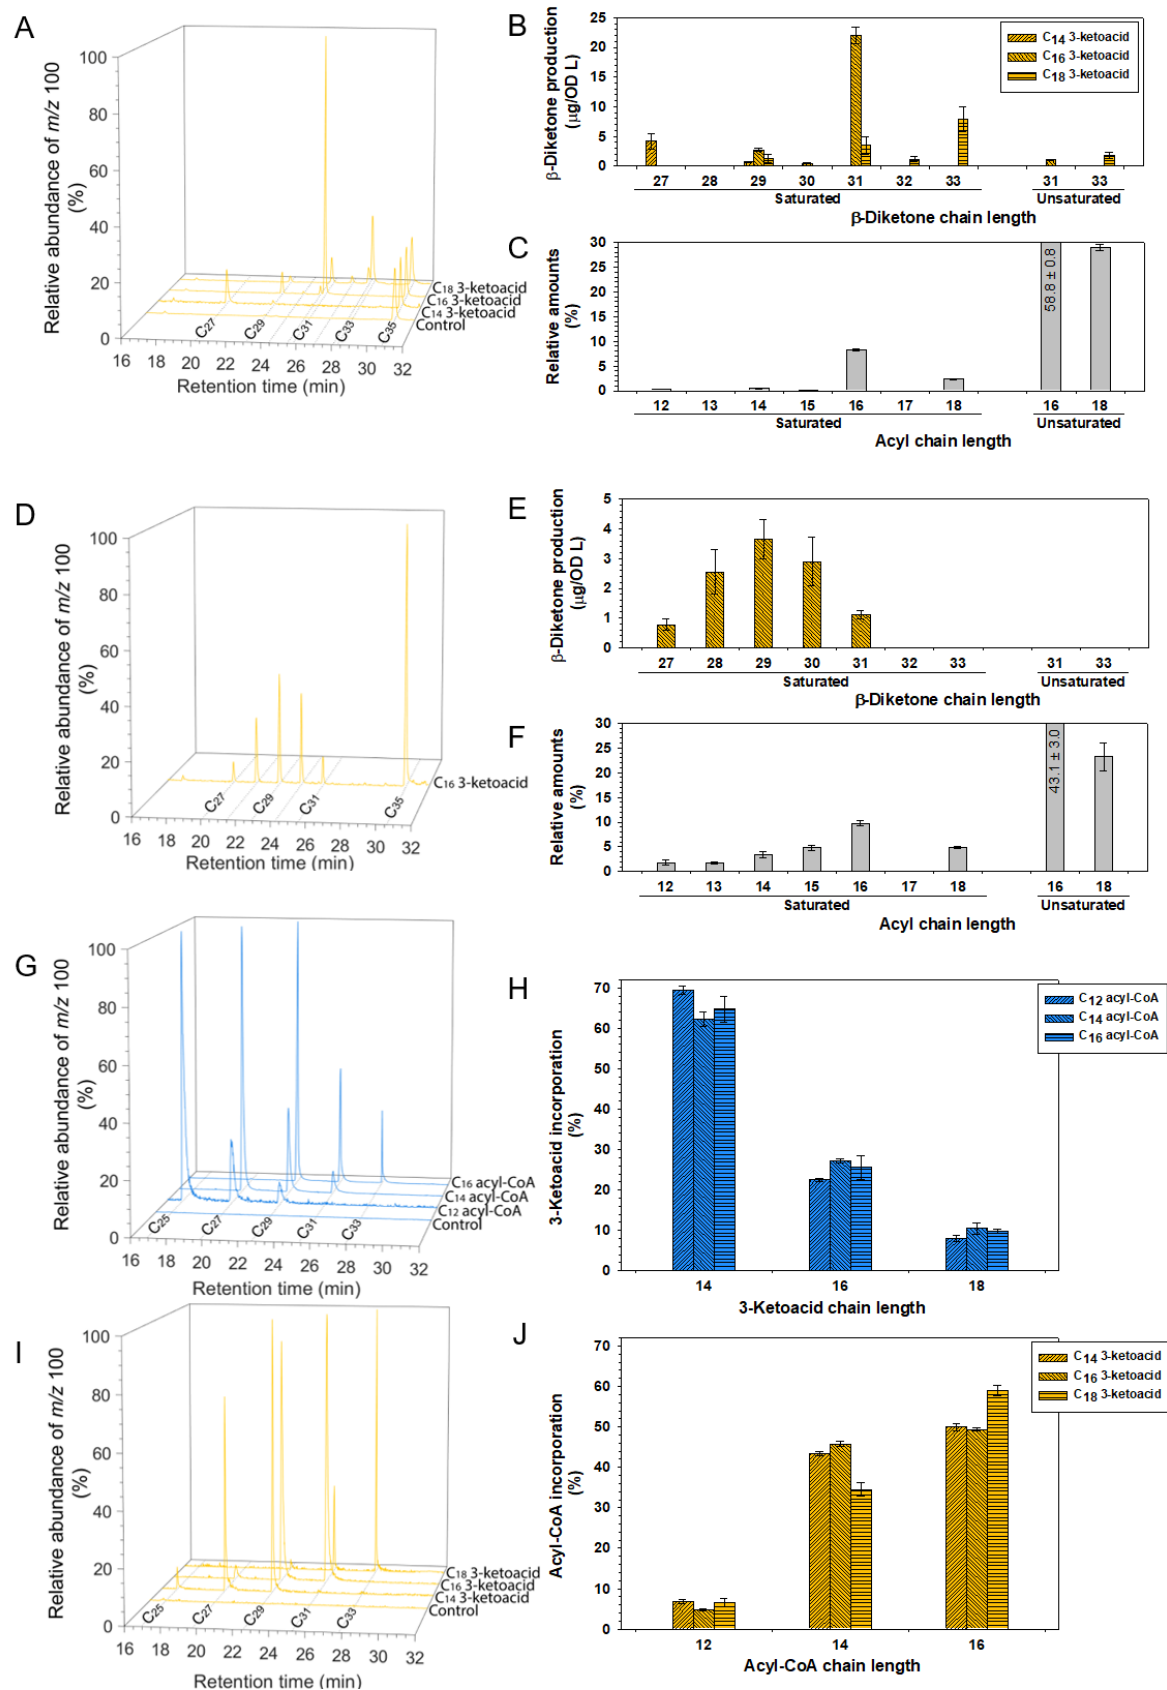 A
Relative abundance of m/z 100
(%)
100
80
60
40
20
0
C18 3-ketoacid
C16 3-ketoacid
C14 3-ketoacid
Control
C27
C29
C31
C33
C35
16 18 20 22 24 26 28 30 32
Retention time (min)
B
β-Diketone production
(µg/OD L)
25
20
15
10
5
0
C14 3-ketoacid
C16 3-ketoacid
C18 3-ketoacid
27 28 29 30 31 32 33 31 33
Saturated Unsaturated
β-Diketone chain length
C
Relative amounts
(%)
30
25
20
15
10
5
0
58.8 ± 0.8
12 13 14 15 16 17 18 16 18
Saturated Unsaturated
Acyl chain length
D
Relative abundance of m/z 100
(%)
100
80
60
40
20
0
C16 3-ketoacid
C27
C29
C31
C35
16 18 20 22 24 26 28 30 32
Retention time (min)
E
β-Diketone production
(µg/OD L)
5
4
3
2
1
0
27 28 29 30 31 32 33 31 33
Saturated Unsaturated
β-Diketone chain length
F
Relative amounts
(%)
30
25
20
15
10
5
0
43.1 ± 3.0
12 13 14 15 16 17 18 16 18
Saturated Unsaturated
Acyl chain length
G
Relative abundance of m/z 100
(%)
100
80
60
40
20
0
C16 acyl-CoA
C14 acyl-CoA
C12 acyl-CoA
Control
C25
C27
C29
C31
C33
16 18 20 22 24 26 28 30 32
Retention time (min)
H
3-Ketoacid incorporation
(%)
70
60
50
40
30
20
10
0
C12 acyl-CoA
C14 acyl-CoA
C16 acyl-CoA
14 16 18
3-Ketoacid chain length
I
Relative abundance of m/z 100
(%)
100
80
60
40
20
0
C18 3-ketoacid
C16 3-ketoacid
C14 3-ketoacid
Control
C25
C27
C29
C31
C33
16 18 20 22 24 26 28 30 32
Retention time (min)
J
Acyl-CoA incorporation
(%)
70
60
50
40
30
20
10
0
C14 3-ketoacid
C16 3-ketoacid
C18 3-ketoacid
12 14 16
Acyl-CoA chain length